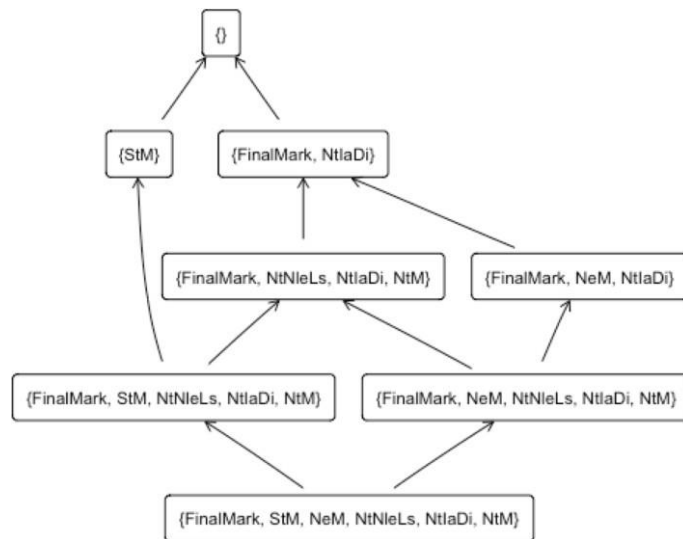 {}
{StM}
{FinalMark, NtIaDi}
{FinalMark, NtNleLs, NtIaDi, NtM}
{FinalMark, NeM, NtIaDi}
{FinalMark, StM, NtNleLs, NtIaDi, NtM}
{FinalMark, NeM, NtNleLs, NtIaDi, NtM}
{FinalMark, StM, NeM, NtNleLs, NtIaDi, NtM}